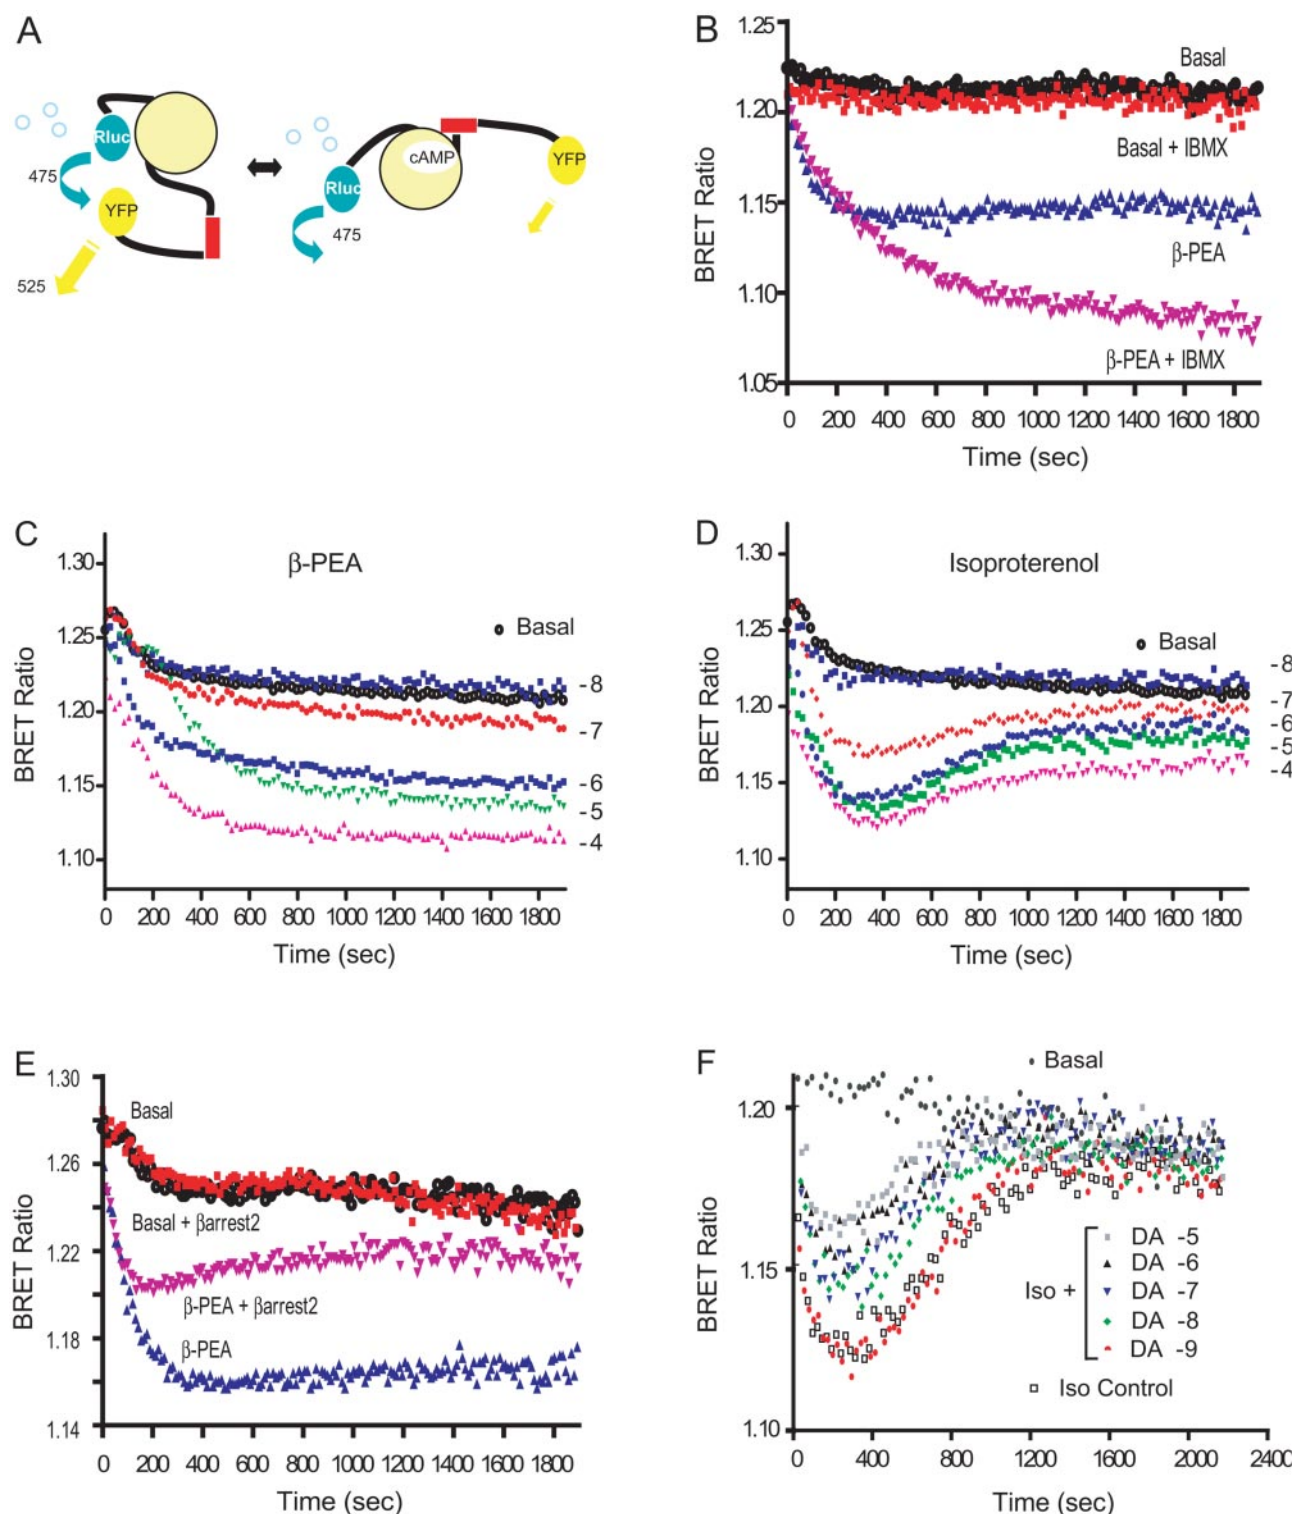 A
Rluc
475
YFP
525
cAMP
Rluc
475
YFP
B
1.25
1.20
1.15
1.10
1.05
BRET Ratio
Basal
Basal + IBMX
β-PEA
β-PEA + IBMX
0 200 400 600 800 1000 1200 1400 1600 1800
Time (sec)
C
β-PEA
1.30
1.25
1.20
1.15
1.10
BRET Ratio
Basal
-8
-7
-6
-5
-4
0 200 400 600 800 1000 1200 1400 1600 1800
Time (sec)
D
Isoproterenol
1.30
1.25
1.20
1.15
1.10
BRET Ratio
Basal
-8
-7
-6
-5
-4
0 200 400 600 800 1000 1200 1400 1600 1800
Time (sec)
E
1.30
1.26
1.22
1.18
1.14
BRET Ratio
Basal
Basal + βarrest2
β-PEA + βarrest2
β-PEA
0 200 400 600 800 1000 1200 1400 1600 1800
Time (sec)
F
1.20
1.15
1.10
BRET Ratio
Basal
Iso +
DA -5
DA -6
DA -7
DA -8
DA -9
Iso Control
0 400 800 1200 1600 2000 2400
Time (sec)